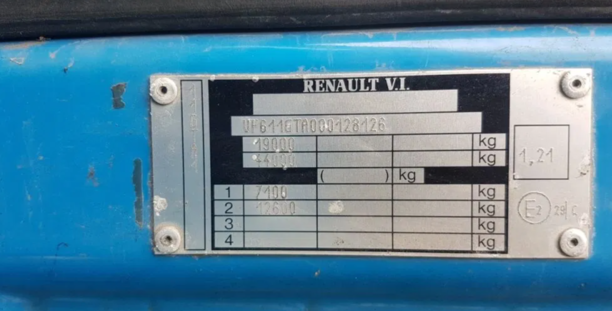 RENAULT V.I.
VF611GTA000128126
19000 kg
44000 kg
( ) kg
1 7100 kg
2 12600 kg
3 kg
4 kg
1,21
E2